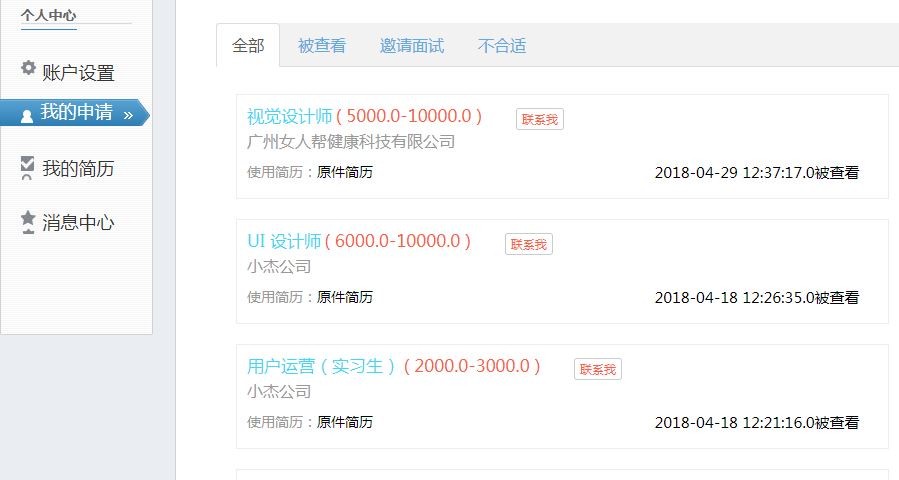 个人中心
账户设置
我的申请 »
我的简历
消息中心
全部 被查看 邀请面试 不合适
视觉设计师 ( 5000.0-10000.0 ) 联系我
广州女人帮健康科技有限公司
使用简历：原件简历 2018-04-29 12:37:17.0被查看
UI 设计师 ( 6000.0-10000.0 ) 联系我
小杰公司
使用简历：原件简历 2018-04-18 12:26:35.0被查看
用户运营 ( 实习生 ) ( 2000.0-3000.0 ) 联系我
小杰公司
使用简历：原件简历 2018-04-18 12:21:16.0被查看